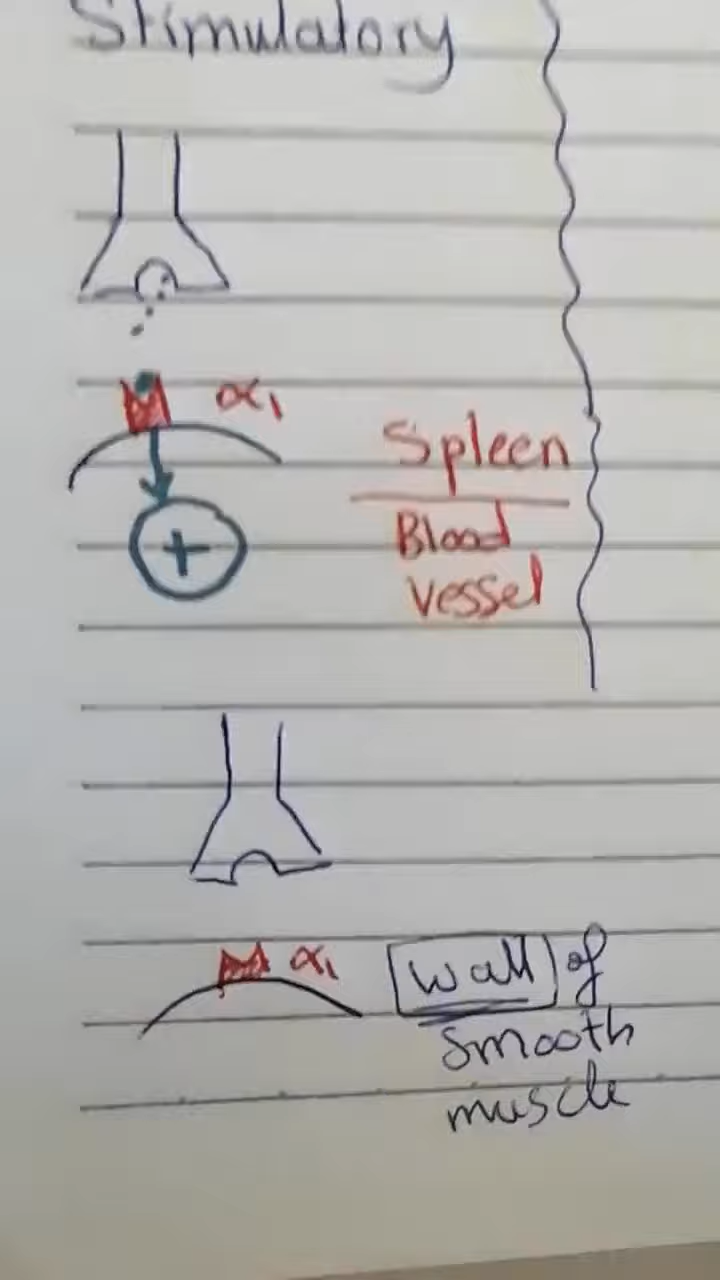 Stimulatory
α1
Spleen
Blood
vessel
+
α1
wall of
smooth
muscle